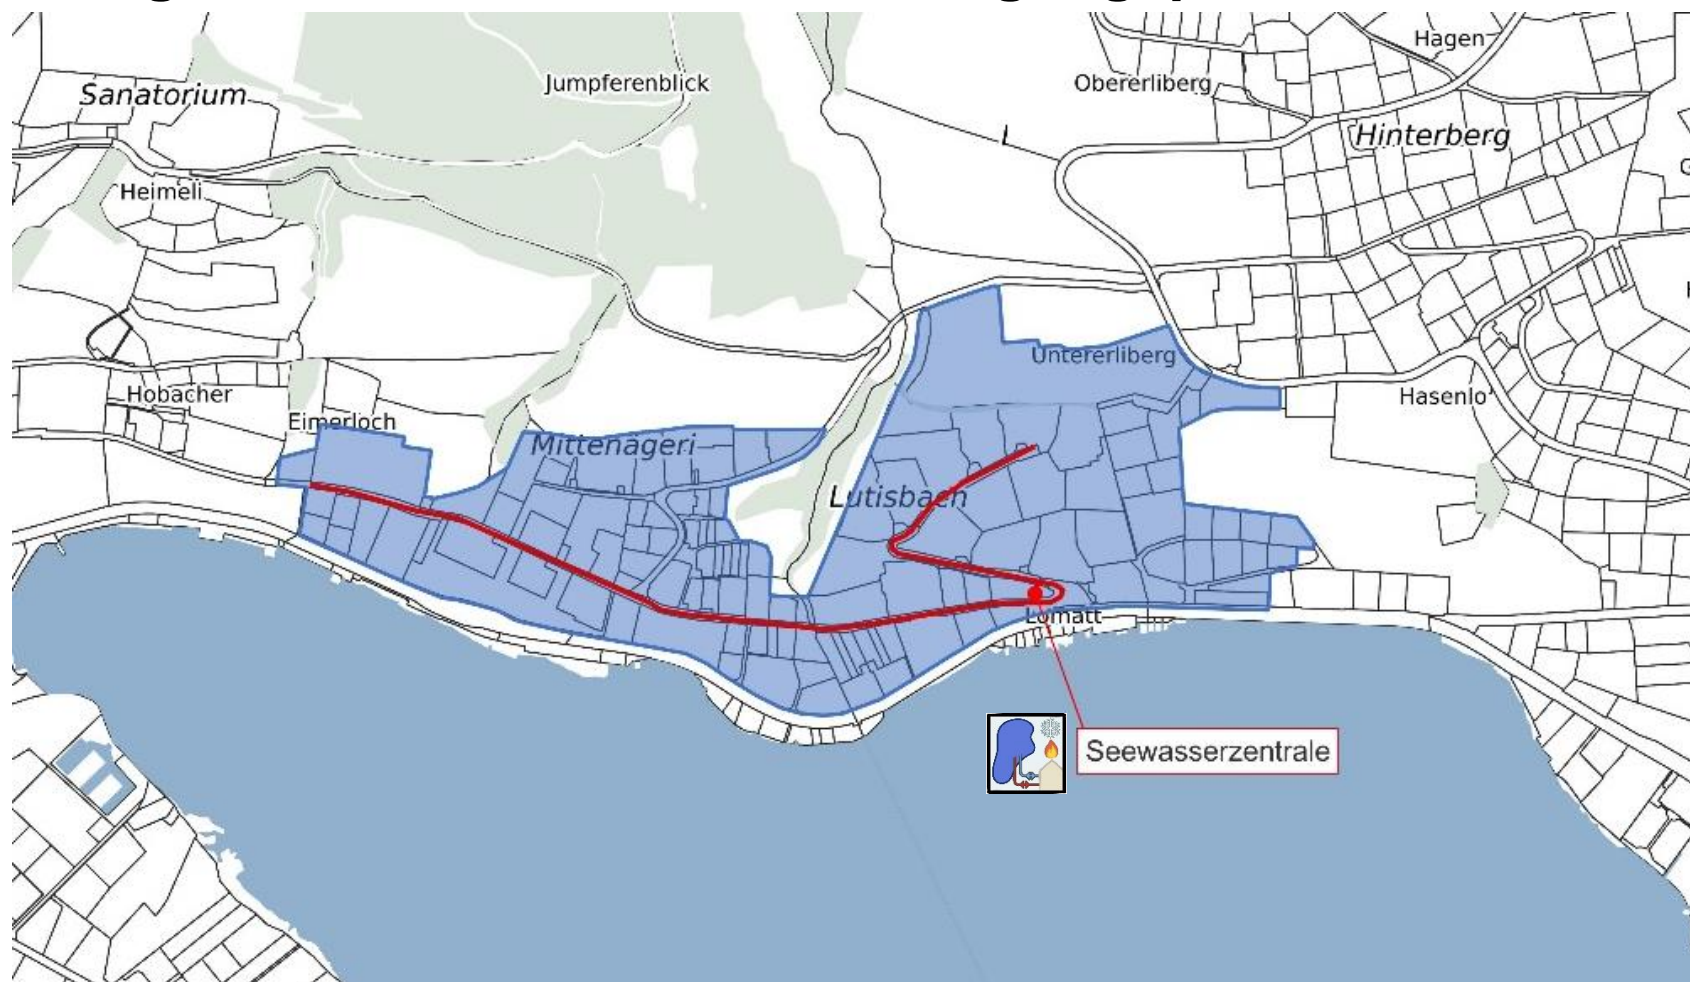 Hagen
Jumpferenblick
Obererliberg
Sanatorium
Hinterberg
Heimeli
Untererliberg
Hobacher
Hasenlo
Eimerloch
Mittenägeri
Lutisbach
Lomatt
Seewasserzentrale